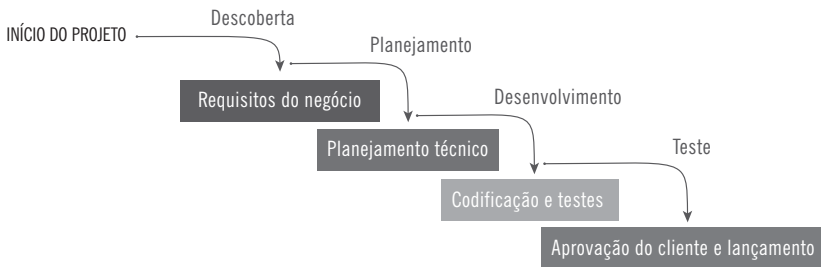 Descoberta
INÍCIO DO PROJETO
Planejamento
Requisitos do negócio
Desenvolvimento
Planejamento técnico
Teste
Codificação e testes
Aprovação do cliente e lançamento